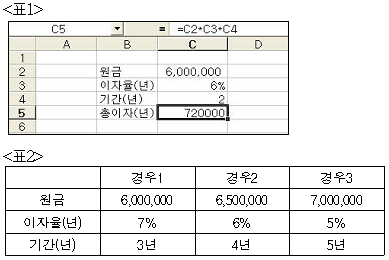 <표1>
C5 = =C2*C3*C4
A B C D
1
2 원금 6,000,000
3 이자율(년) 6%
4 기간(년) 2
5 총이자(년) 720000
6
<표2>
경우1 경우2 경우3
원금 6,000,000 6,500,000 7,000,000
이자율(년) 7% 6% 5%
기간(년) 3년 4년 5년